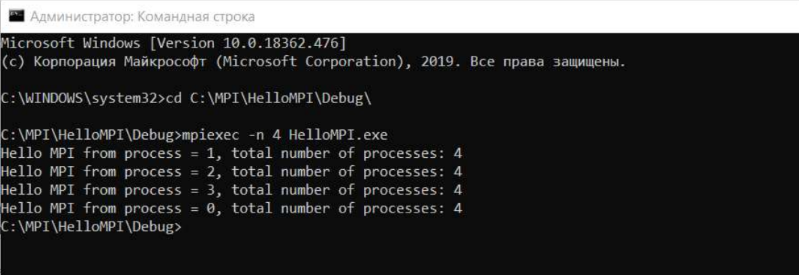 Администратор: Командная строка
Microsoft Windows [Version 10.0.18362.476]
(c) Корпорация Майкрософт (Microsoft Corporation), 2019. Все права защищены.
C:\WINDOWS\system32>cd C:\MPI\HelloMPI\Debug\
C:\MPI\HelloMPI\Debug>mpiexec -n 4 HelloMPI.exe
Hello MPI from process = 1, total number of processes: 4
Hello MPI from process = 2, total number of processes: 4
Hello MPI from process = 3, total number of processes: 4
Hello MPI from process = 0, total number of processes: 4
C:\MPI\HelloMPI\Debug>